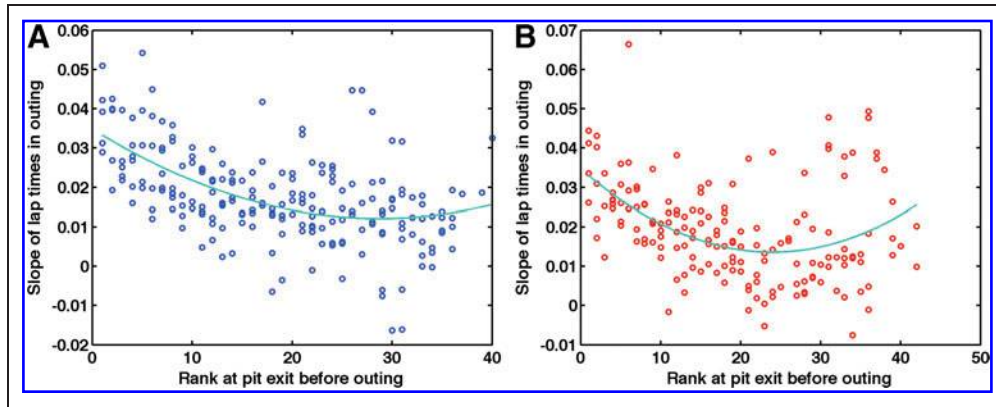 A
0.06
0.05
0.04
0.03
0.02
0.01
0
-0.01
-0.02
Slope of lap times in outing
0 10 20 30 40
Rank at pit exit before outing
B
0.07
0.06
0.05
0.04
0.03
0.02
0.01
0
-0.01
Slope of lap times in outing
0 10 20 30 40 50
Rank at pit exit before outing